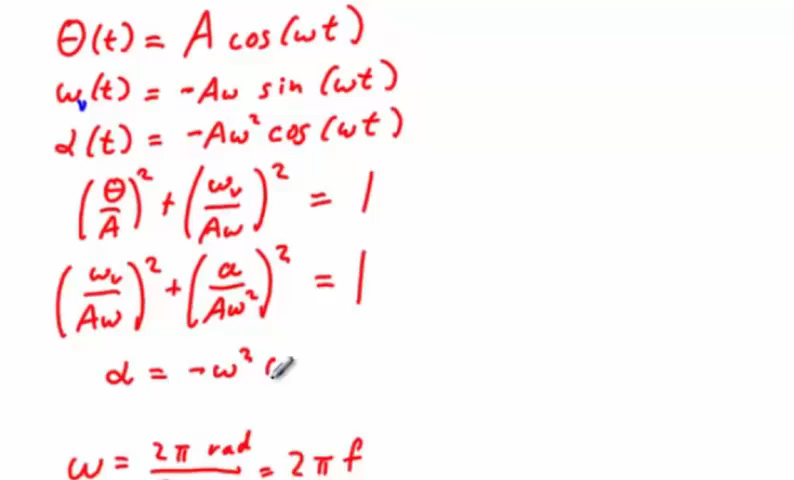 θ(t) = A cos(ωt)
ωᵥ(t) = -Aω sin(ωt)
α(t) = -Aω² cos(ωt)
(θ/A)² + (ωᵥ/Aω)² = 1
(ωᵥ/Aω)² + (α/Aω²)² = 1
α = -ω²
ω = 2π rad = 2π f